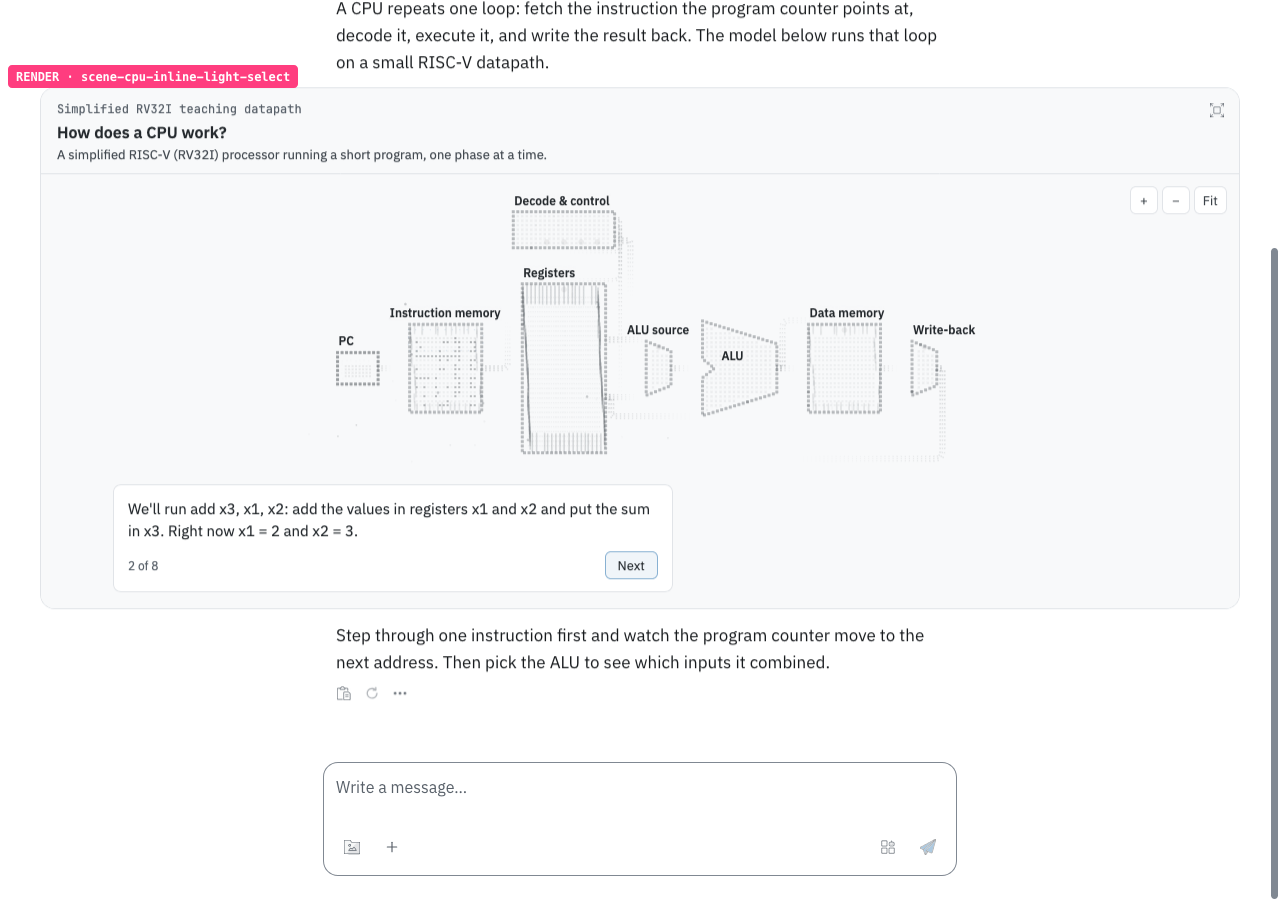 A CPU repeats one loop: fetch the instruction the program counter points at,
decode it, execute it, and write the result back. The model below runs that loop
on a small RISC-V datapath.
RENDER · scene-cpu-inline-light-select
Simplified RV32I teaching datapath
How does a CPU work?
A simplified RISC-V (RV32I) processor running a short program, one phase at a time.
+
−
Fit
Decode & control
Registers
Instruction memory
Data memory
ALU source
Write-back
PC
ALU
We'll run add x3, x1, x2: add the values in registers x1 and x2 and put the sum
in x3. Right now x1 = 2 and x2 = 3.
2 of 8
Next
Step through one instruction first and watch the program counter move to the
next address. Then pick the ALU to see which inputs it combined.
Write a message...